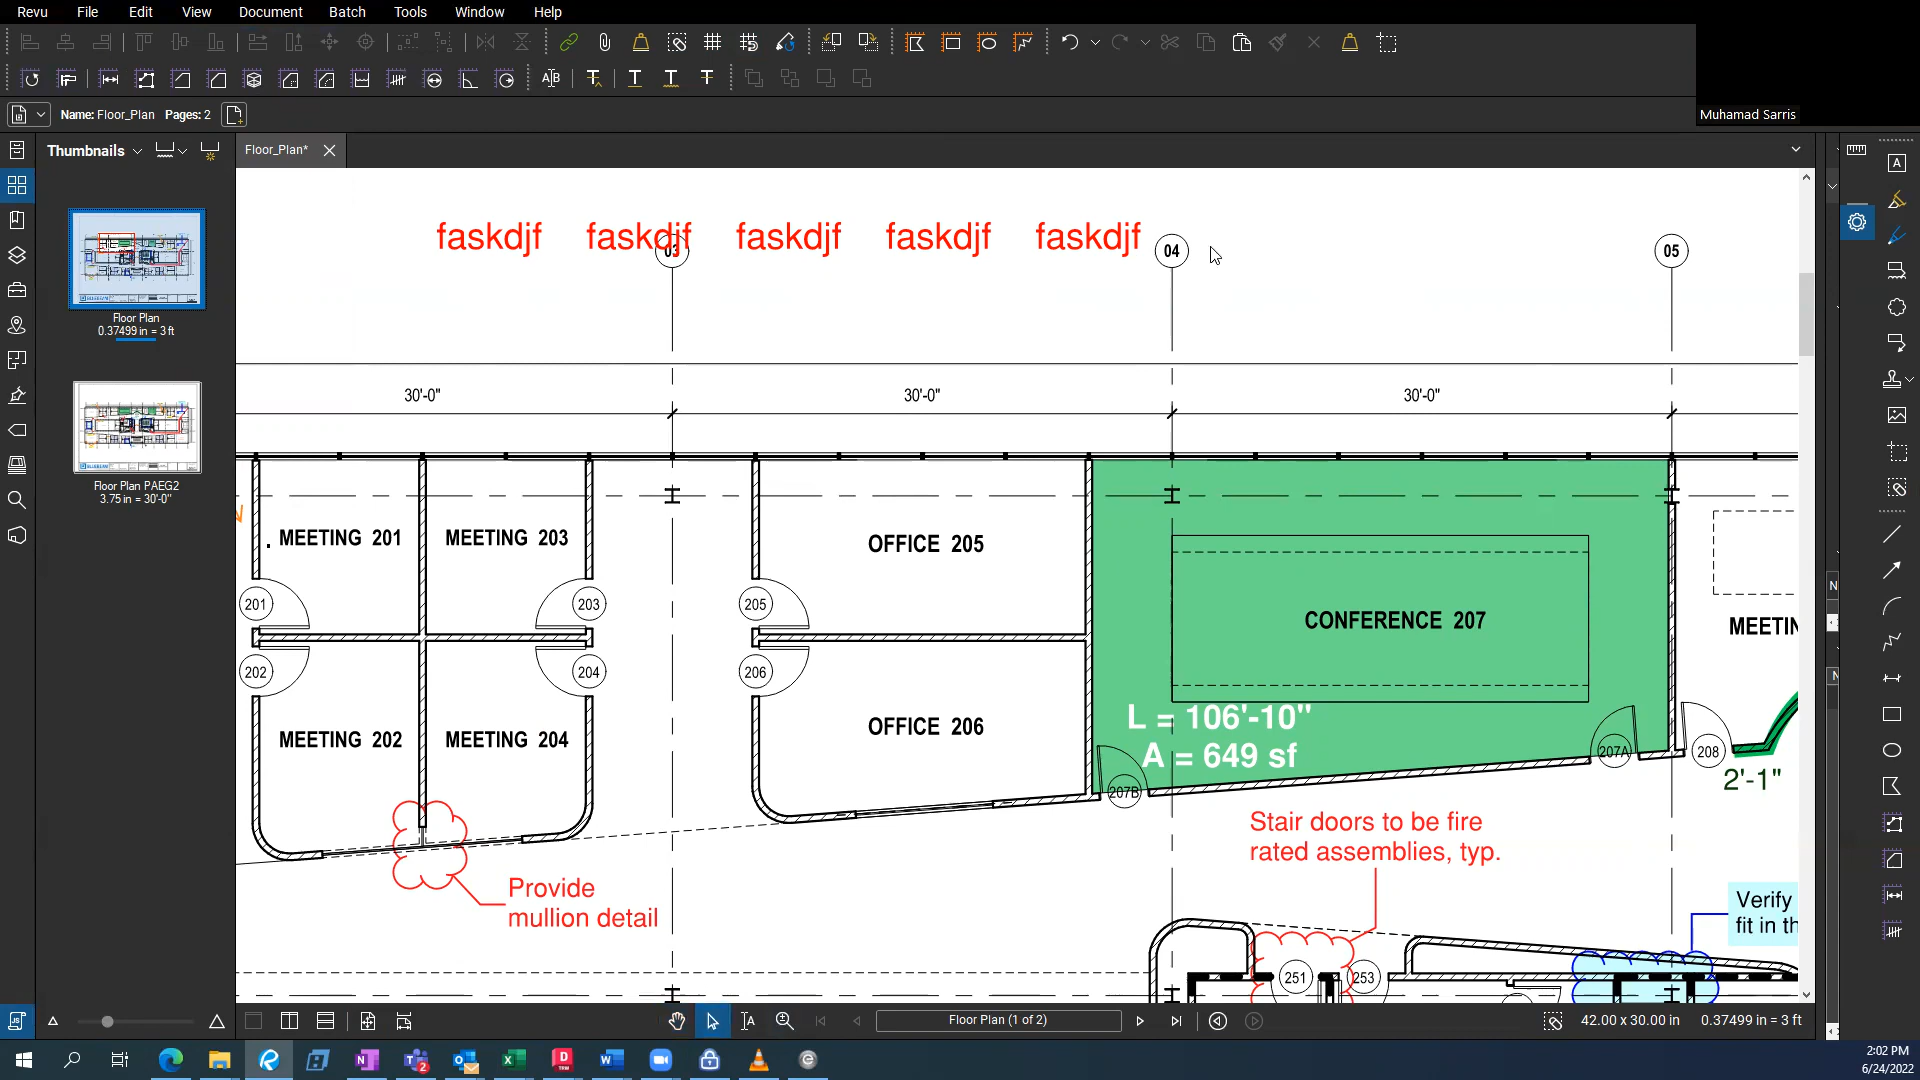 Revu File Edit View Document Batch Tools Window Help
Name: Floor_Plan Pages: 2
Muhamad Sarris
Thumbnails
Floor_Plan*
Floor Plan
0.37499 in = 3 ft
Floor Plan PAEG2
3.75 in = 30'-0"
faskdjf faskdjf faskdjf faskdjf faskdjf
03 04 05
30'-0" 30'-0" 30'-0"
MEETING 201 MEETING 203 OFFICE 205
201 203 205
CONFERENCE 207 MEETIN
202 204 206
MEETING 202 MEETING 204 OFFICE 206
L = 106'-10"
A = 649 sf
207A 208
2'-1"
207B
Stair doors to be fire
rated assemblies, typ.
Provide
mullion detail
Verify
fit in th
251 253
Floor Plan (1 of 2)
42.00 x 30.00 in 0.37499 in = 3 ft
2:02 PM
6/24/2022